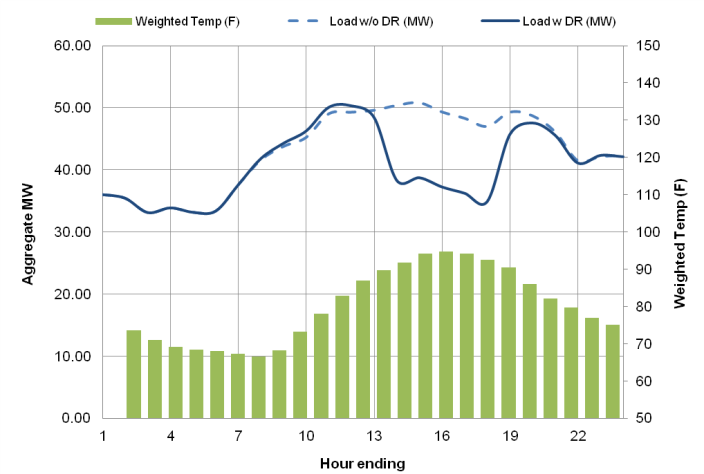 Weighted Temp (F) Load w/o DR (MW) Load w DR (MW)
60.00 150
140
50.00 130
40.00 120
110
30.00 100
20.00 90
80
10.00 70
60
0.00 50
Aggregate MW
Weighted Temp (F)
1 4 7 10 13 16 19 22
Hour ending